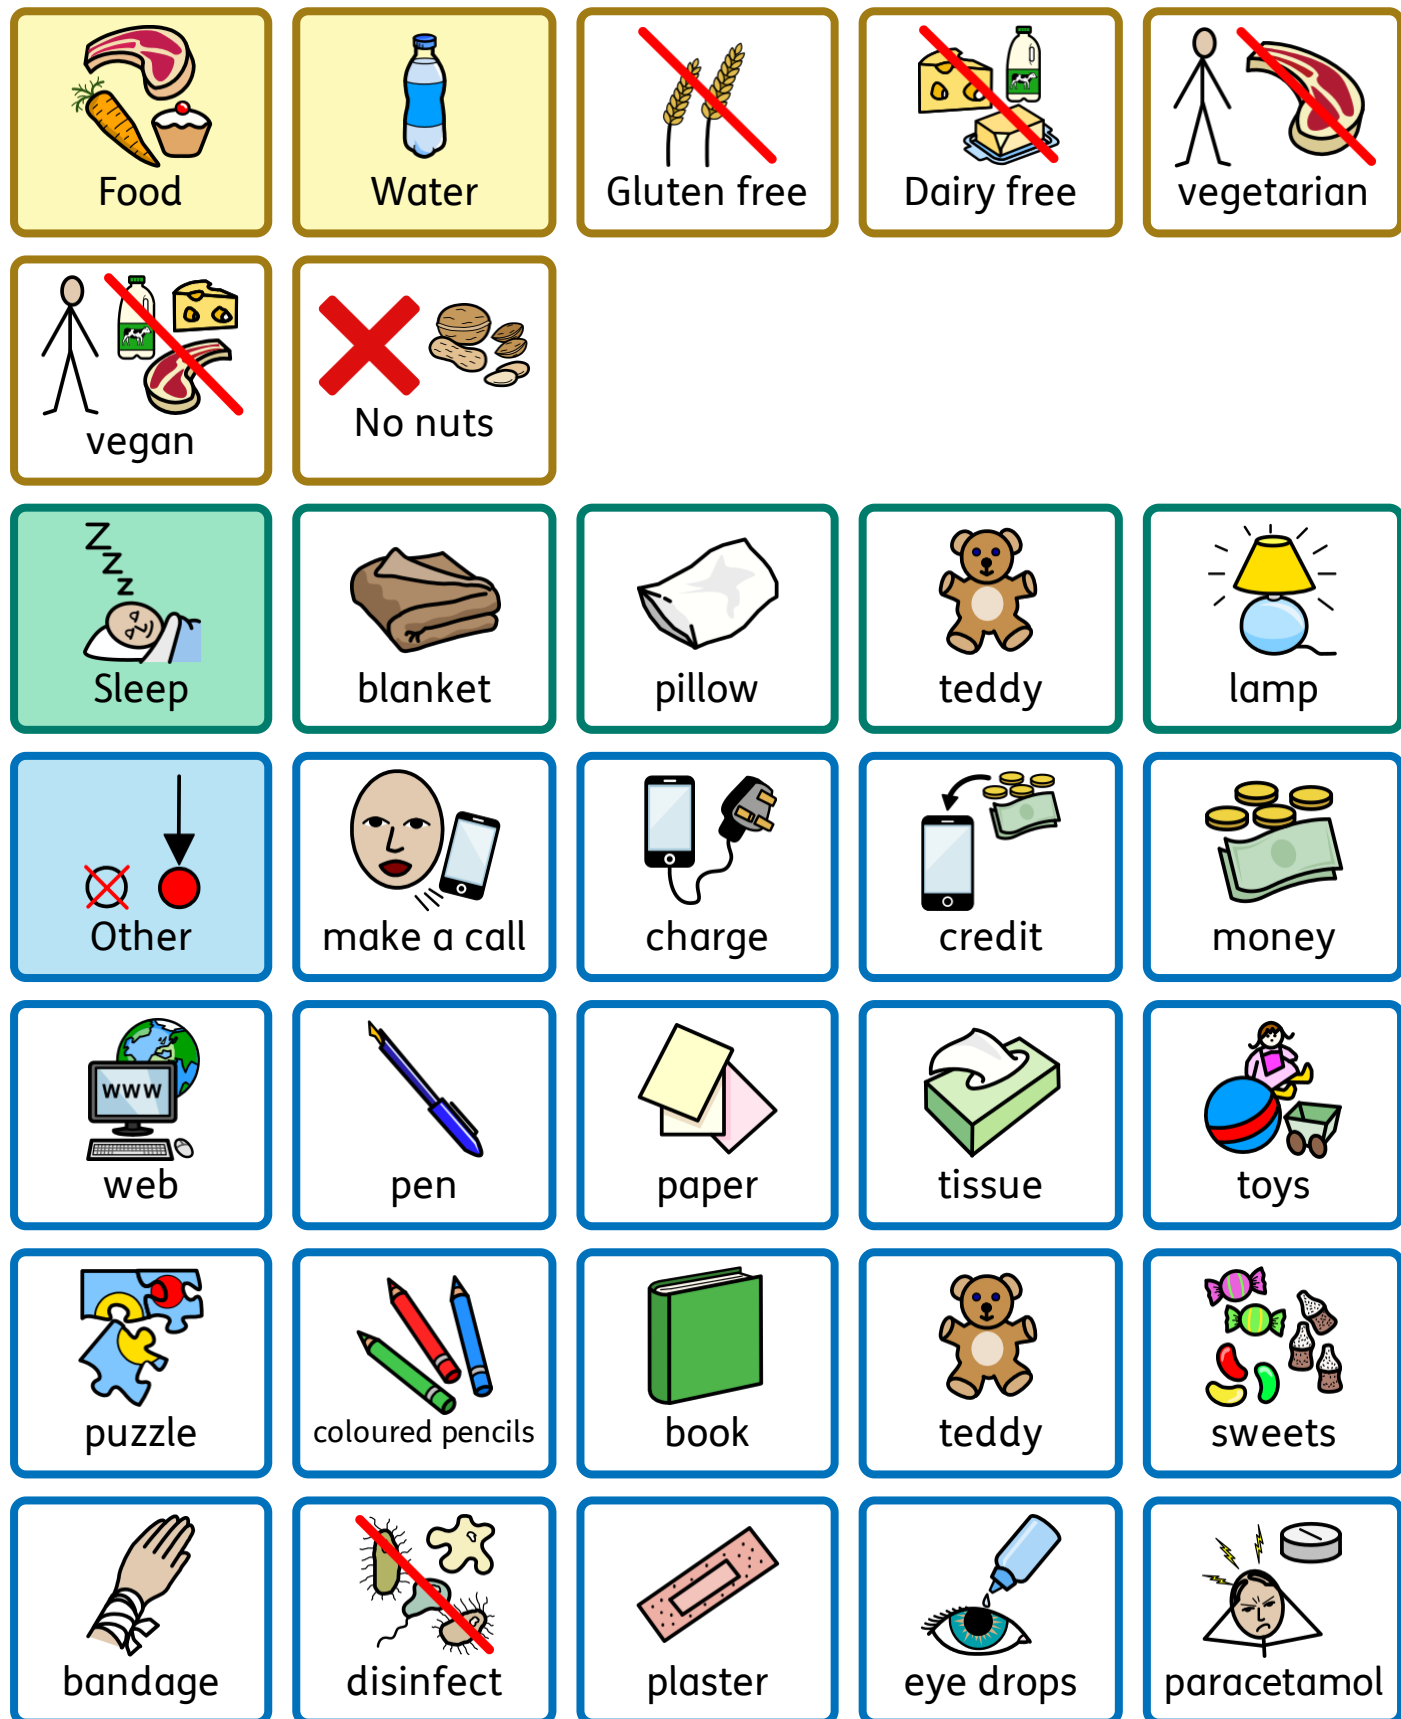 Food
Water
Gluten free
Dairy free
vegetarian
vegan
No nuts
Z
Z
Z
Sleep
blanket
pillow
teddy
lamp
Other
make a call
charge
credit
money
www
web
pen
paper
tissue
toys
puzzle
coloured pencils
book
teddy
sweets
bandage
disinfect
plaster
eye drops
paracetamol